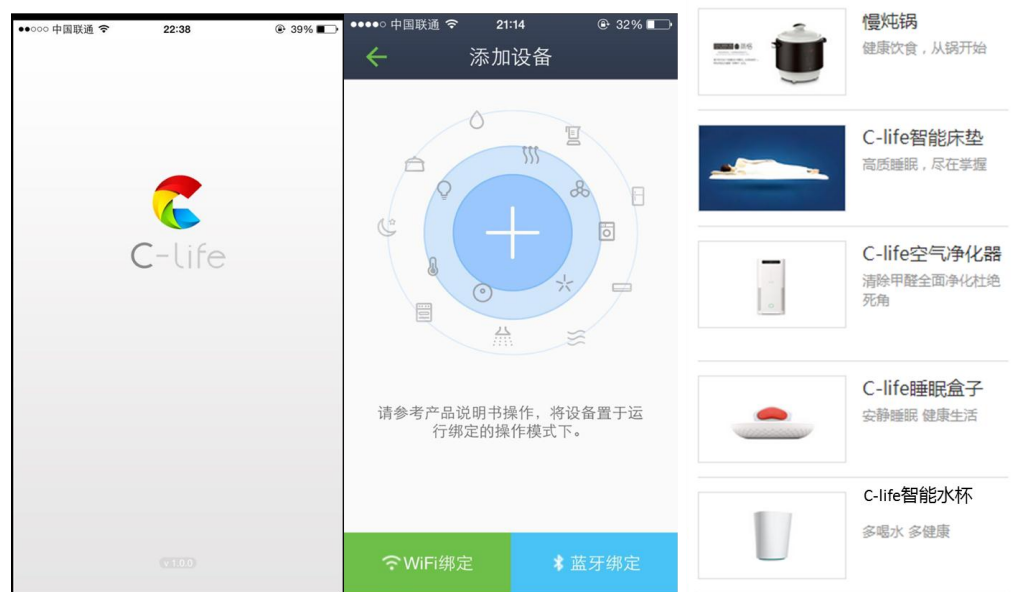 ●●○○○ 中国联通 22:38 39%
C-life
v 1.0.0
●●●●○ 中国联通 21:14 32%
添加设备
请参考产品说明书操作，将设备置于运
行绑定的操作模式下。
WiFi绑定
蓝牙绑定
慢炖锅
健康饮食，从锅开始
C-life智能床垫
高质睡眠，尽在掌握
C-life空气净化器
清除甲醛全面净化杜绝
死角
C-life睡眠盒子
安静睡眠 健康生活
C-life智能水杯
多喝水 多健康